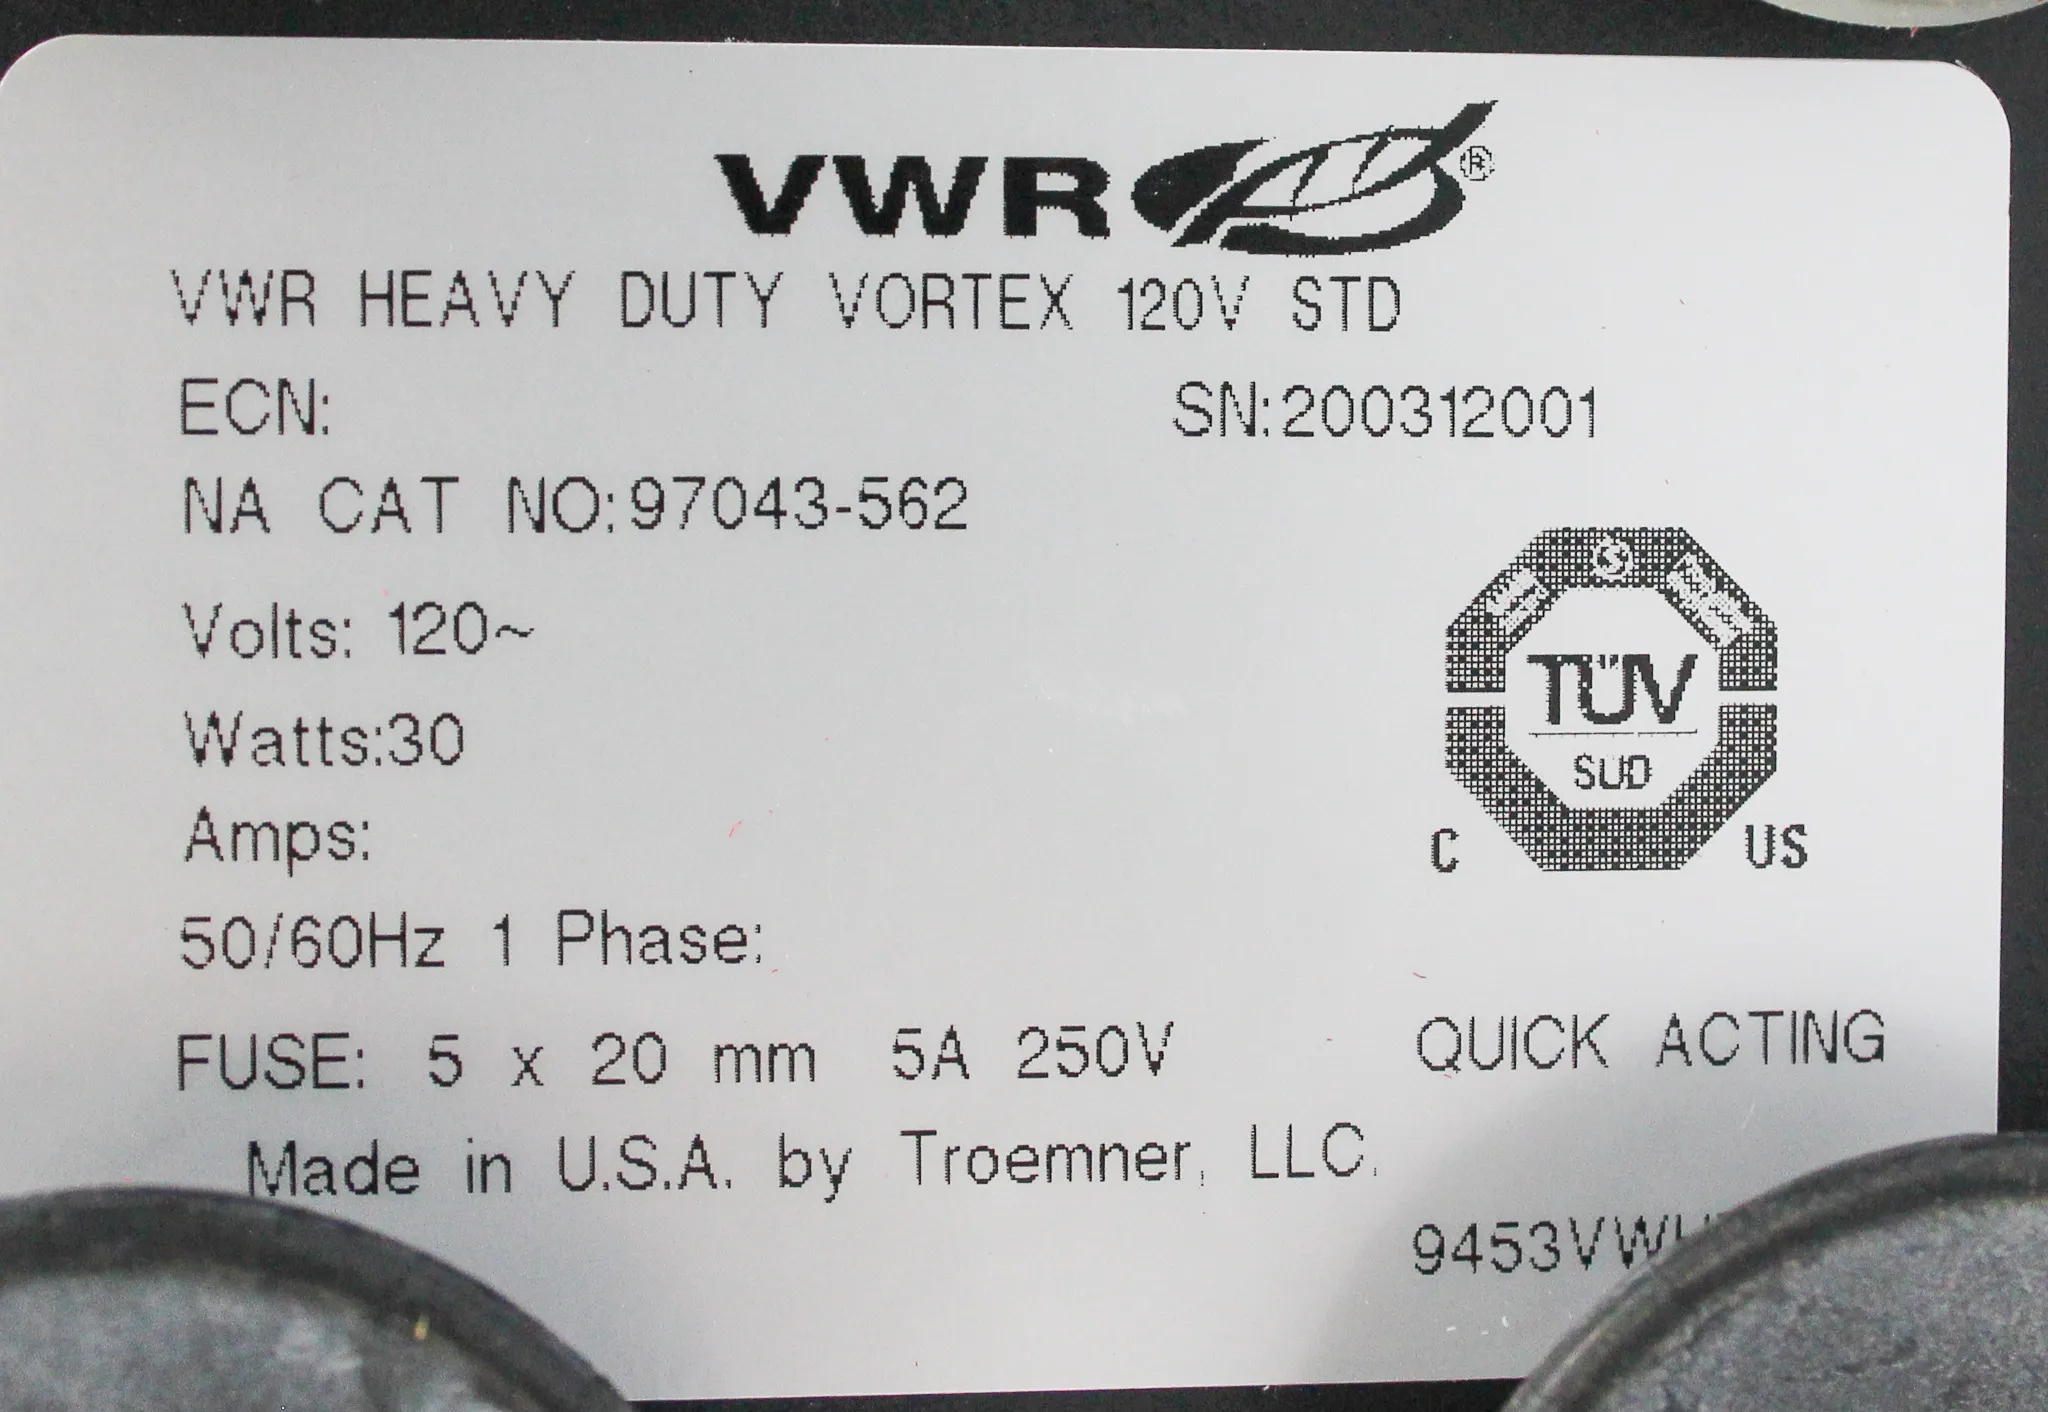 VWR®
VWR HEAVY DUTY VORTEX 120V STD
ECN: SN:200312001
NA CAT NO:97043-562
Volts: 120~
Watts:30
Amps:
TÜV
SUD
C US
50/60Hz 1 Phase:
FUSE: 5 x 20 mm 5A 250V QUICK ACTING
Made in U.S.A. by Troemner, LLC.